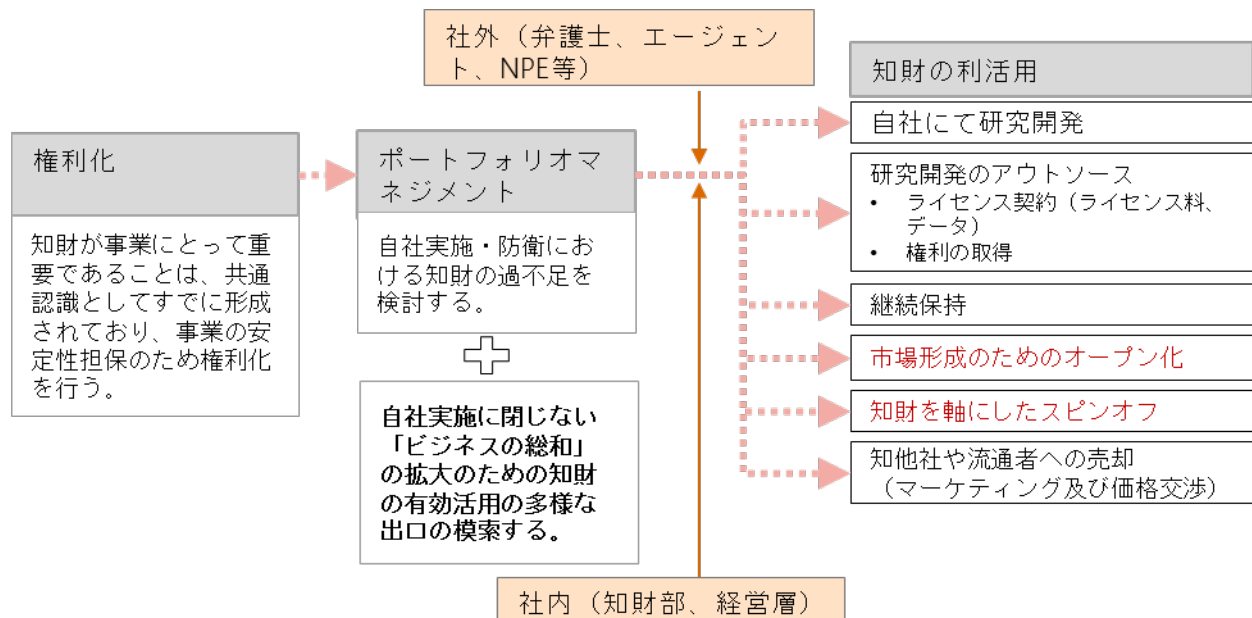 社外（弁護士、エージェン
ト、NPE等）
知財の利活用
権利化
ポートフォリオマ
ネジメント
知財が事業にとって重
要であることは、共通
認識としてすでに形成
されており、事業の安
定性担保のため権利化
を行う。
自社実施・防衛にお
ける知財の過不足を
検討する。
自社実施に閉じない
「ビジネスの総和」
の拡大のための知財
の有効活用の多様な
出口の模索する。
自社にて研究開発
研究開発のアウトソース
• ライセンス契約（ライセンス料、
データ）
• 権利の取得
継続保持
市場形成のためのオープン化
知財を軸にしたスピンオフ
知他社や流通者への売却
（マーケティング及び価格交渉）
社内（知財部、経営層）